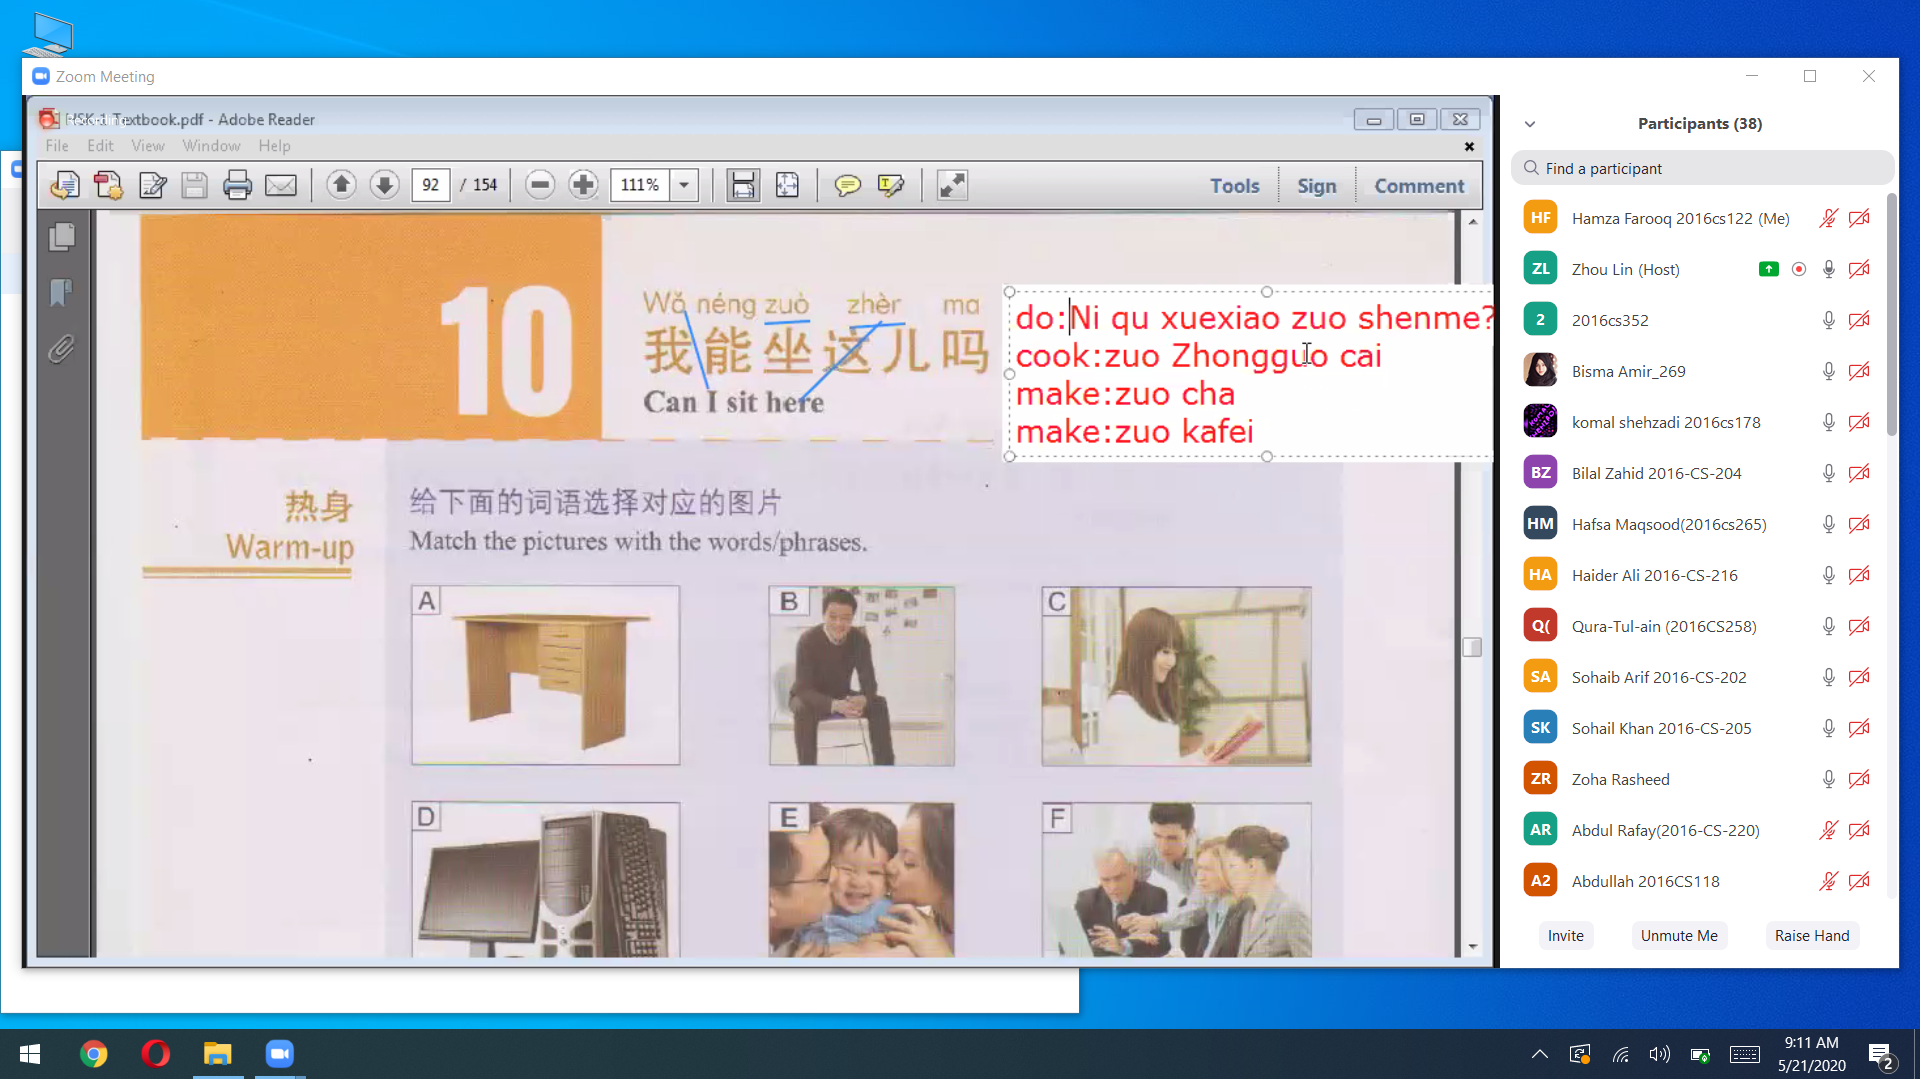 Zoom Meeting
Textbook.pdf - Adobe Reader
File Edit View Window Help
92 / 154
111%
Tools Sign Comment
10
Wǒ néng zuò zhèr ma
我能坐这儿吗
Can I sit here
do:Ni qu xuexiao zuo shenme?
cook:zuo Zhongguo cai
make:zuo cha
make:zuo kafei
热身
Warm-up
给下面的词语选择对应的图片
Match the pictures with the words/phrases.
A
B
C
D
E
F
Participants (38)
Find a participant
HF Hamza Farooq 2016cs122 (Me)
ZL Zhou Lin (Host)
2 2016cs352
Bisma Amir_269
komal shehzadi 2016cs178
BZ Bilal Zahid 2016-CS-204
HM Hafsa Maqsood(2016cs265)
HA Haider Ali 2016-CS-216
Q( Qura-Tul-ain (2016CS258)
SA Sohaib Arif 2016-CS-202
SK Sohail Khan 2016-CS-205
ZR Zoha Rasheed
AR Abdul Rafay(2016-CS-220)
A2 Abdullah 2016CS118
Invite Unmute Me Raise Hand
9:11 AM
5/21/2020
2